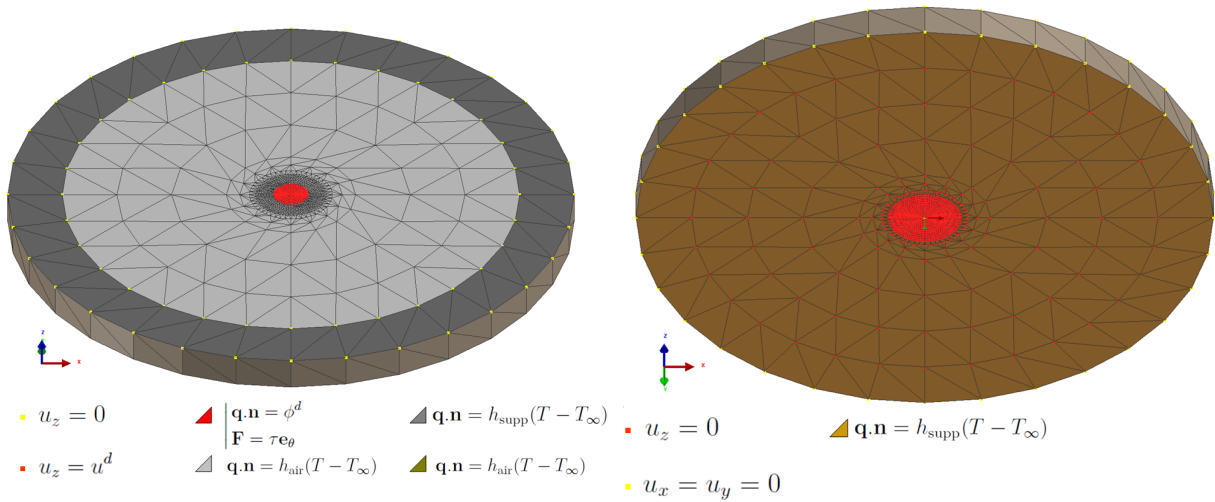 z
x
u_z = 0
q.n = ϕ^d
F = τe_θ
q.n = h_supp(T − T_∞)
u_z = u^d
q.n = h_air(T − T_∞)
q.n = h_air(T − T_∞)
z
x
Y
u_z = 0
q.n = h_supp(T − T_∞)
u_x = u_y = 0